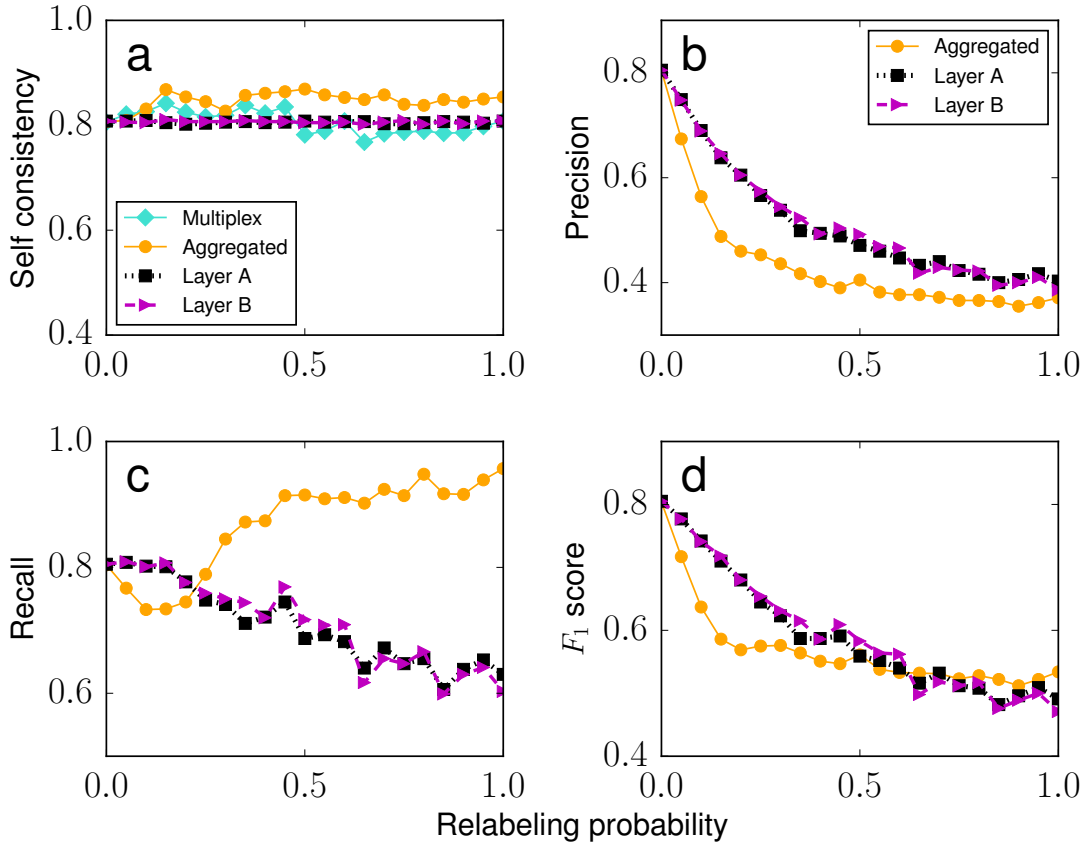 a
Self consistency
1.0
0.8
0.6
0.4
Multiplex
Aggregated
Layer A
Layer B
0.0
0.5
1.0
b
Precision
0.8
0.6
0.4
Aggregated
Layer A
Layer B
0.0
0.5
1.0
c
Recall
1.0
0.8
0.6
0.0
0.5
1.0
d
F1 score
0.8
0.6
0.4
0.0
0.5
1.0
Relabeling probability